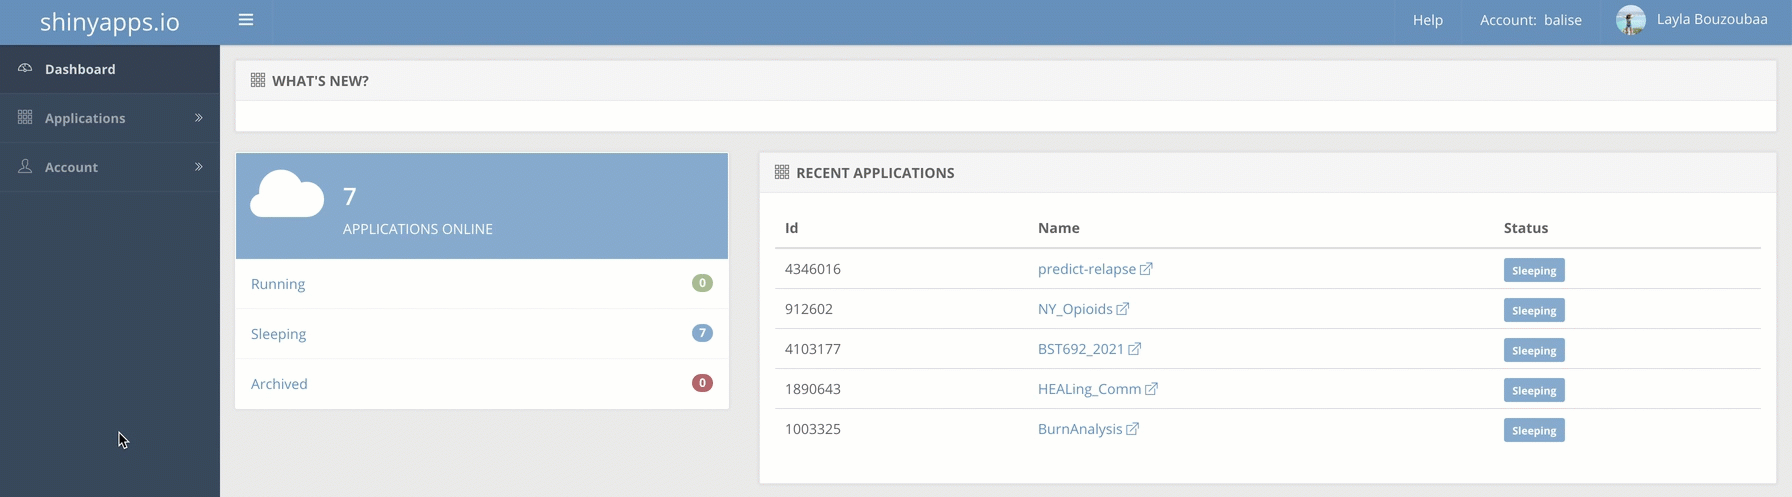 shinyapps.io
Help
Account: balise
Layla Bouzoubaa
Dashboard
Applications
Account
WHAT'S NEW?
7
APPLICATIONS ONLINE
Running 0
Sleeping 7
Archived 0
RECENT APPLICATIONS
Id Name Status
4346016 predict-relapse Sleeping
912602 NY_Opioids Sleeping
4103177 BST692_2021 Sleeping
1890643 HEALing_Comm Sleeping
1003325 BurnAnalysis Sleeping